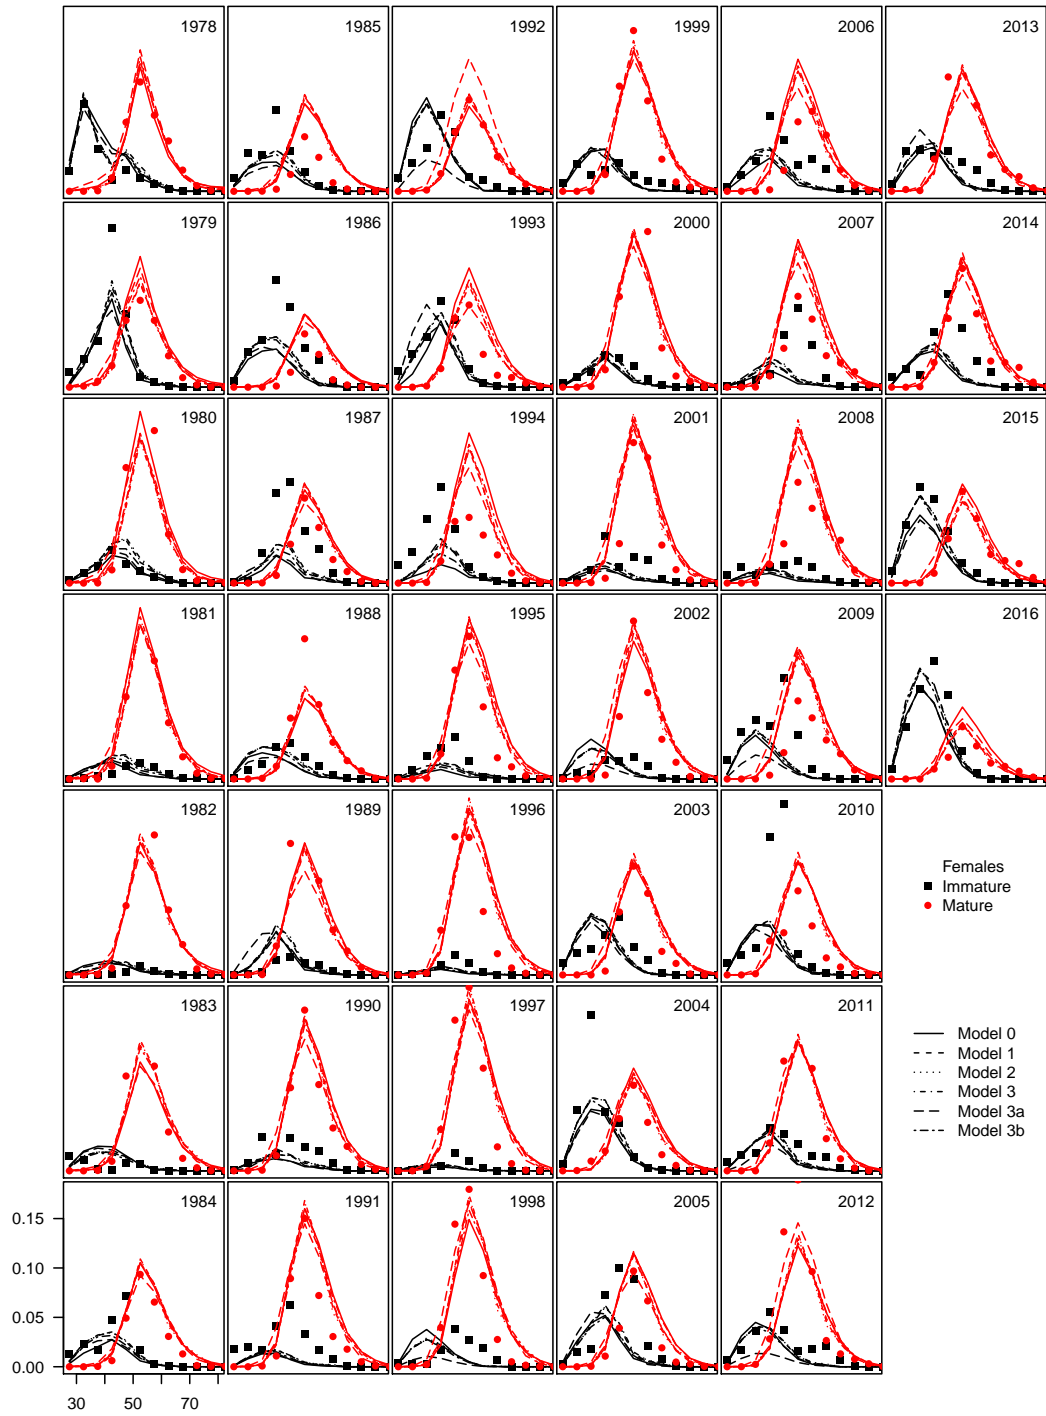 1978 1985 1992 1999 2006 2013
1979 1986 1993 2000 2007 2014
1980 1987 1994 2001 2008 2015
1981 1988 1995 2002 2009 2016
1982 1989 1996 2003 2010
Females
Immature
Mature
1983 1990 1997 2004 2011
Model 0
Model 1
Model 2
Model 3
Model 3a
Model 3b
1984 1991 1998 2005 2012
0.15
0.10
0.05
0.00
30 50 70